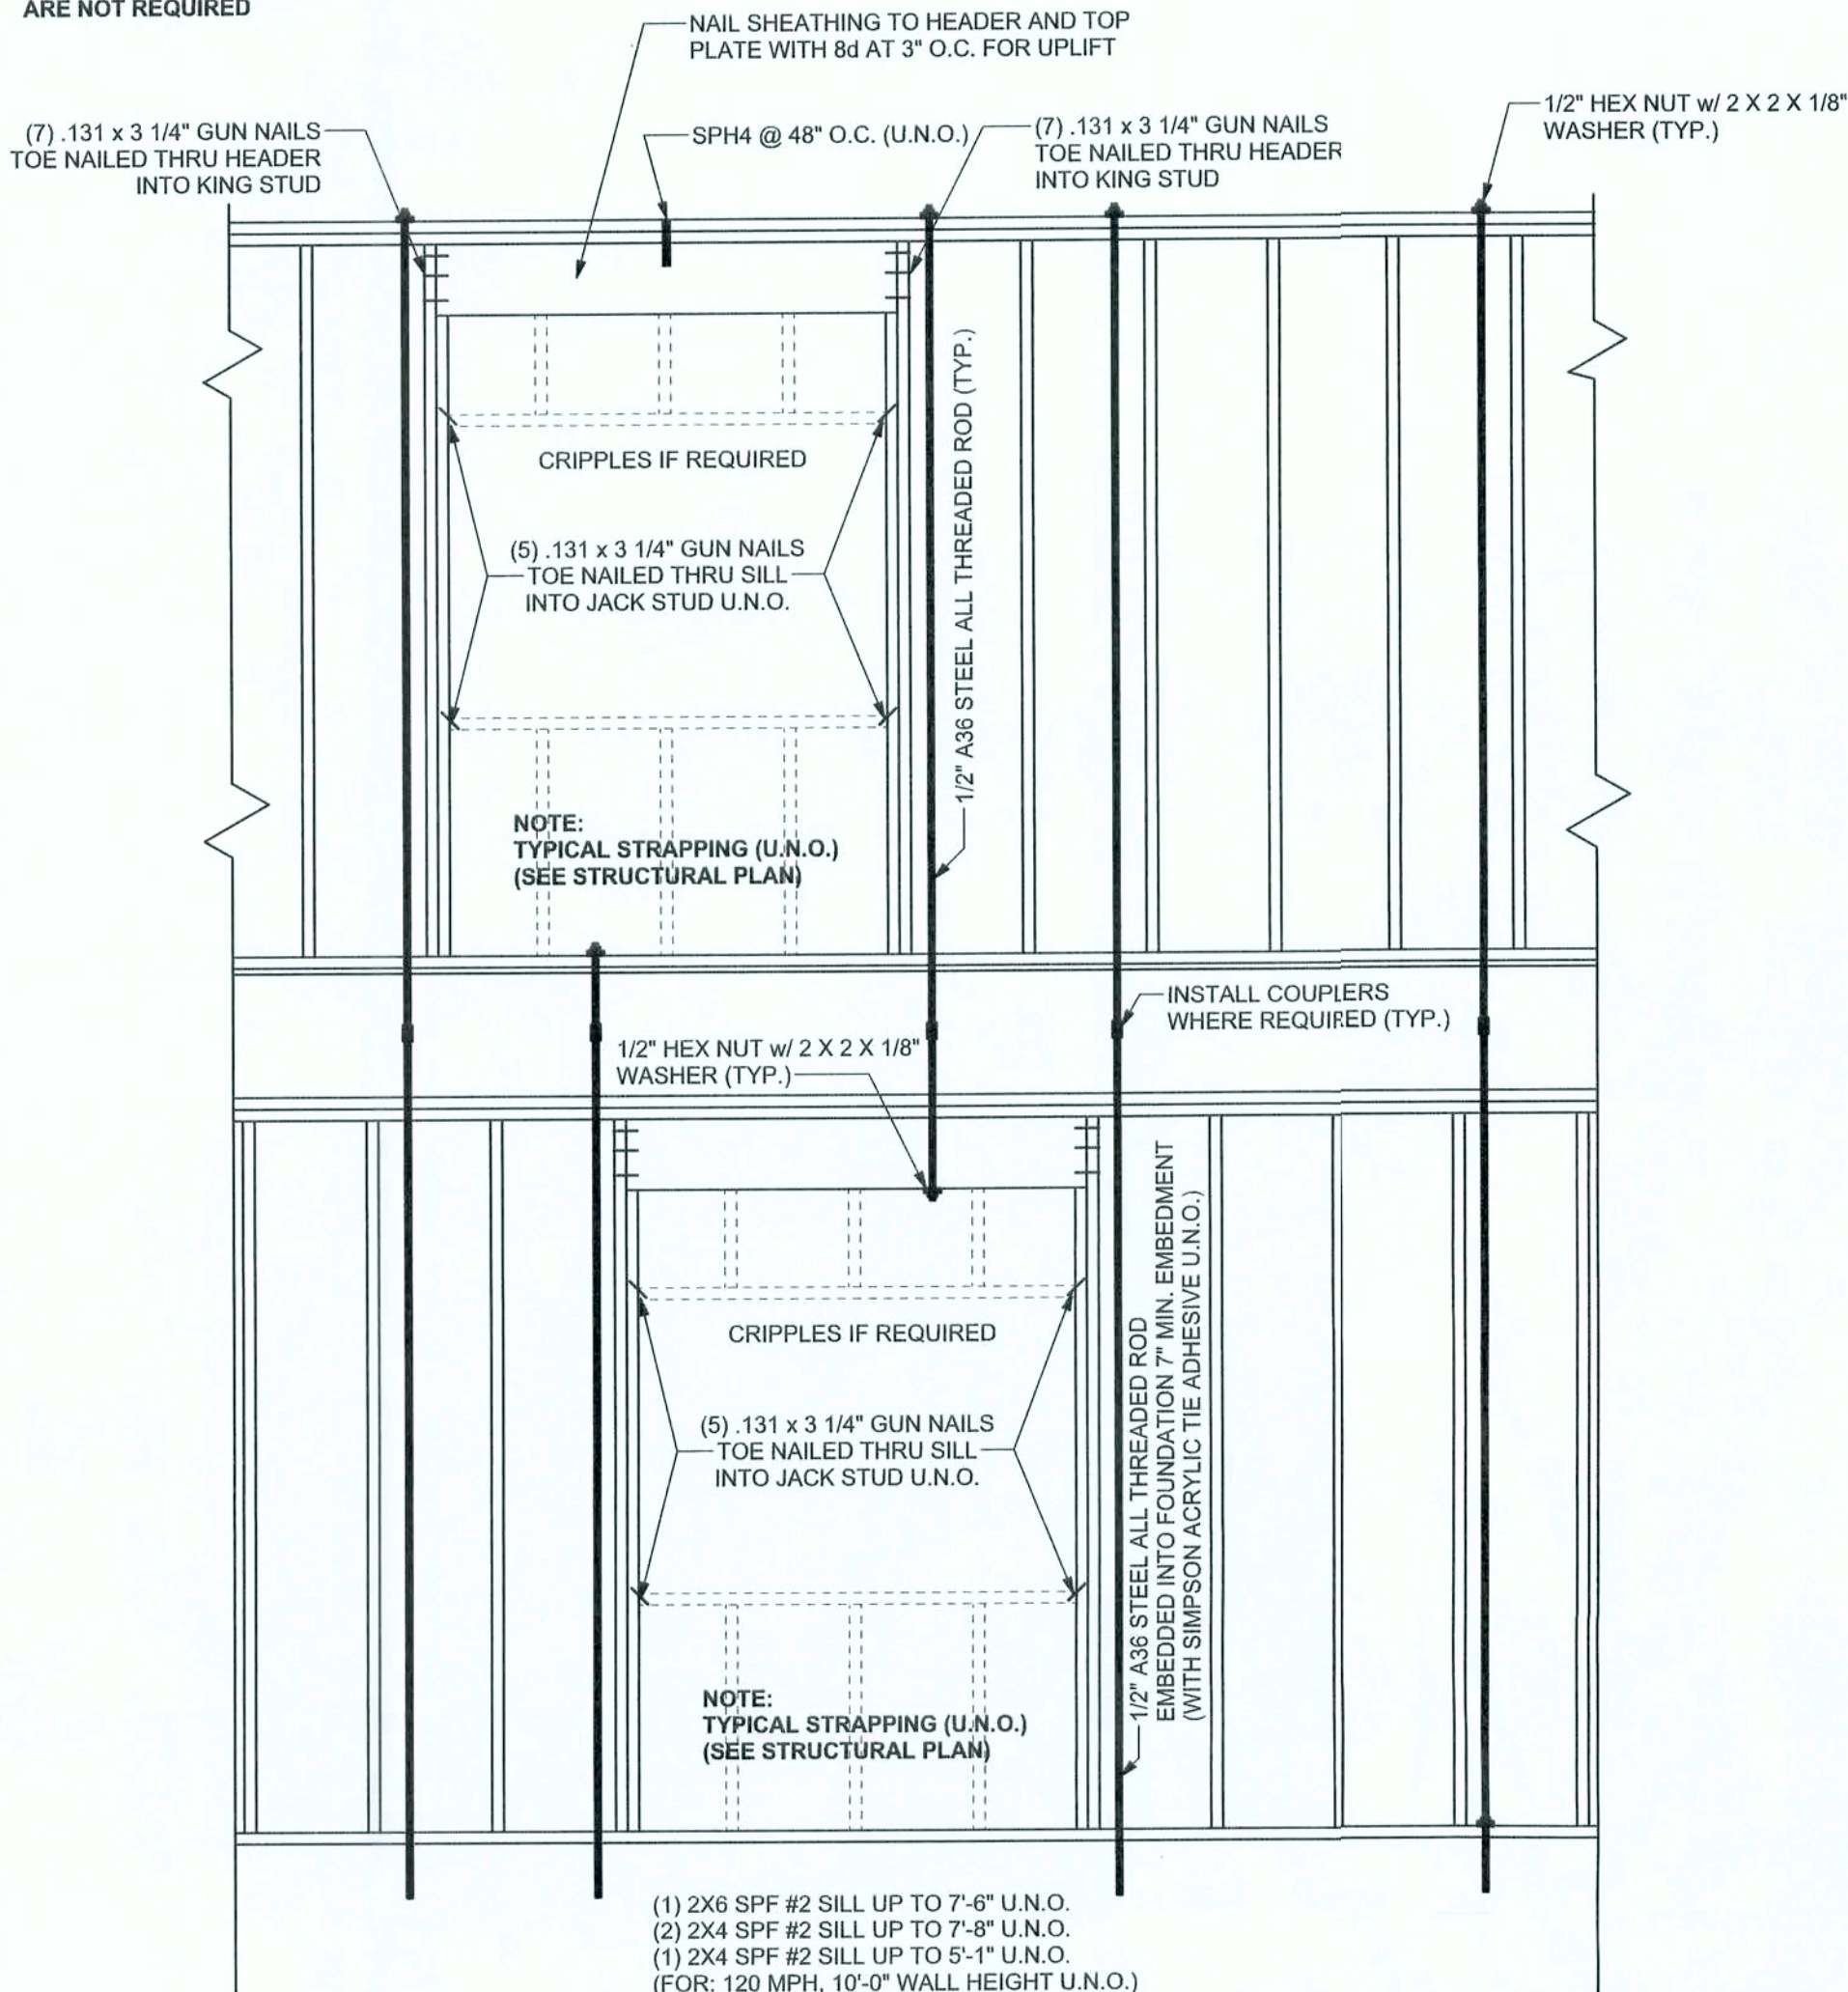 ARE NOT REQUIRED
NAIL SHEATHING TO HEADER AND TOP
PLATE WITH 8d AT 3" O.C. FOR UPLIFT
(7) .131 x 3 1/4" GUN NAILS
TOE NAILED THRU HEADER
INTO KING STUD
SPH4 @ 48" O.C. (U.N.O.)
(7) .131 x 3 1/4" GUN NAILS
TOE NAILED THRU HEADER
INTO KING STUD
1/2" HEX NUT w/ 2 X 2 X 1/8"
WASHER (TYP.)
1/2" A36 STEEL ALL THREADED ROD (TYP.)
CRIPPLES IF REQUIRED
(5) .131 x 3 1/4" GUN NAILS
TOE NAILED THRU SILL
INTO JACK STUD U.N.O.
NOTE:
TYPICAL STRAPPING (U.N.O.)
(SEE STRUCTURAL PLAN)
INSTALL COUPLERS
WHERE REQUIRED (TYP.)
1/2" HEX NUT w/ 2 X 2 X 1/8"
WASHER (TYP.)
CRIPPLES IF REQUIRED
(5) .131 x 3 1/4" GUN NAILS
TOE NAILED THRU SILL
INTO JACK STUD U.N.O.
1/2" A36 STEEL ALL THREADED ROD
EMBEDDED INTO FOUNDATION 7" MIN. EMBEDMENT
(WITH SIMPSON ACRYLIC TIE ADHESIVE U.N.O.)
NOTE:
TYPICAL STRAPPING (U.N.O.)
(SEE STRUCTURAL PLAN)
(1) 2X6 SPF #2 SILL UP TO 7'-6" U.N.O.
(2) 2X4 SPF #2 SILL UP TO 7'-8" U.N.O.
(1) 2X4 SPF #2 SILL UP TO 5'-1" U.N.O.
(FOR: 120 MPH, 10'-0" WALL HEIGHT U.N.O.)